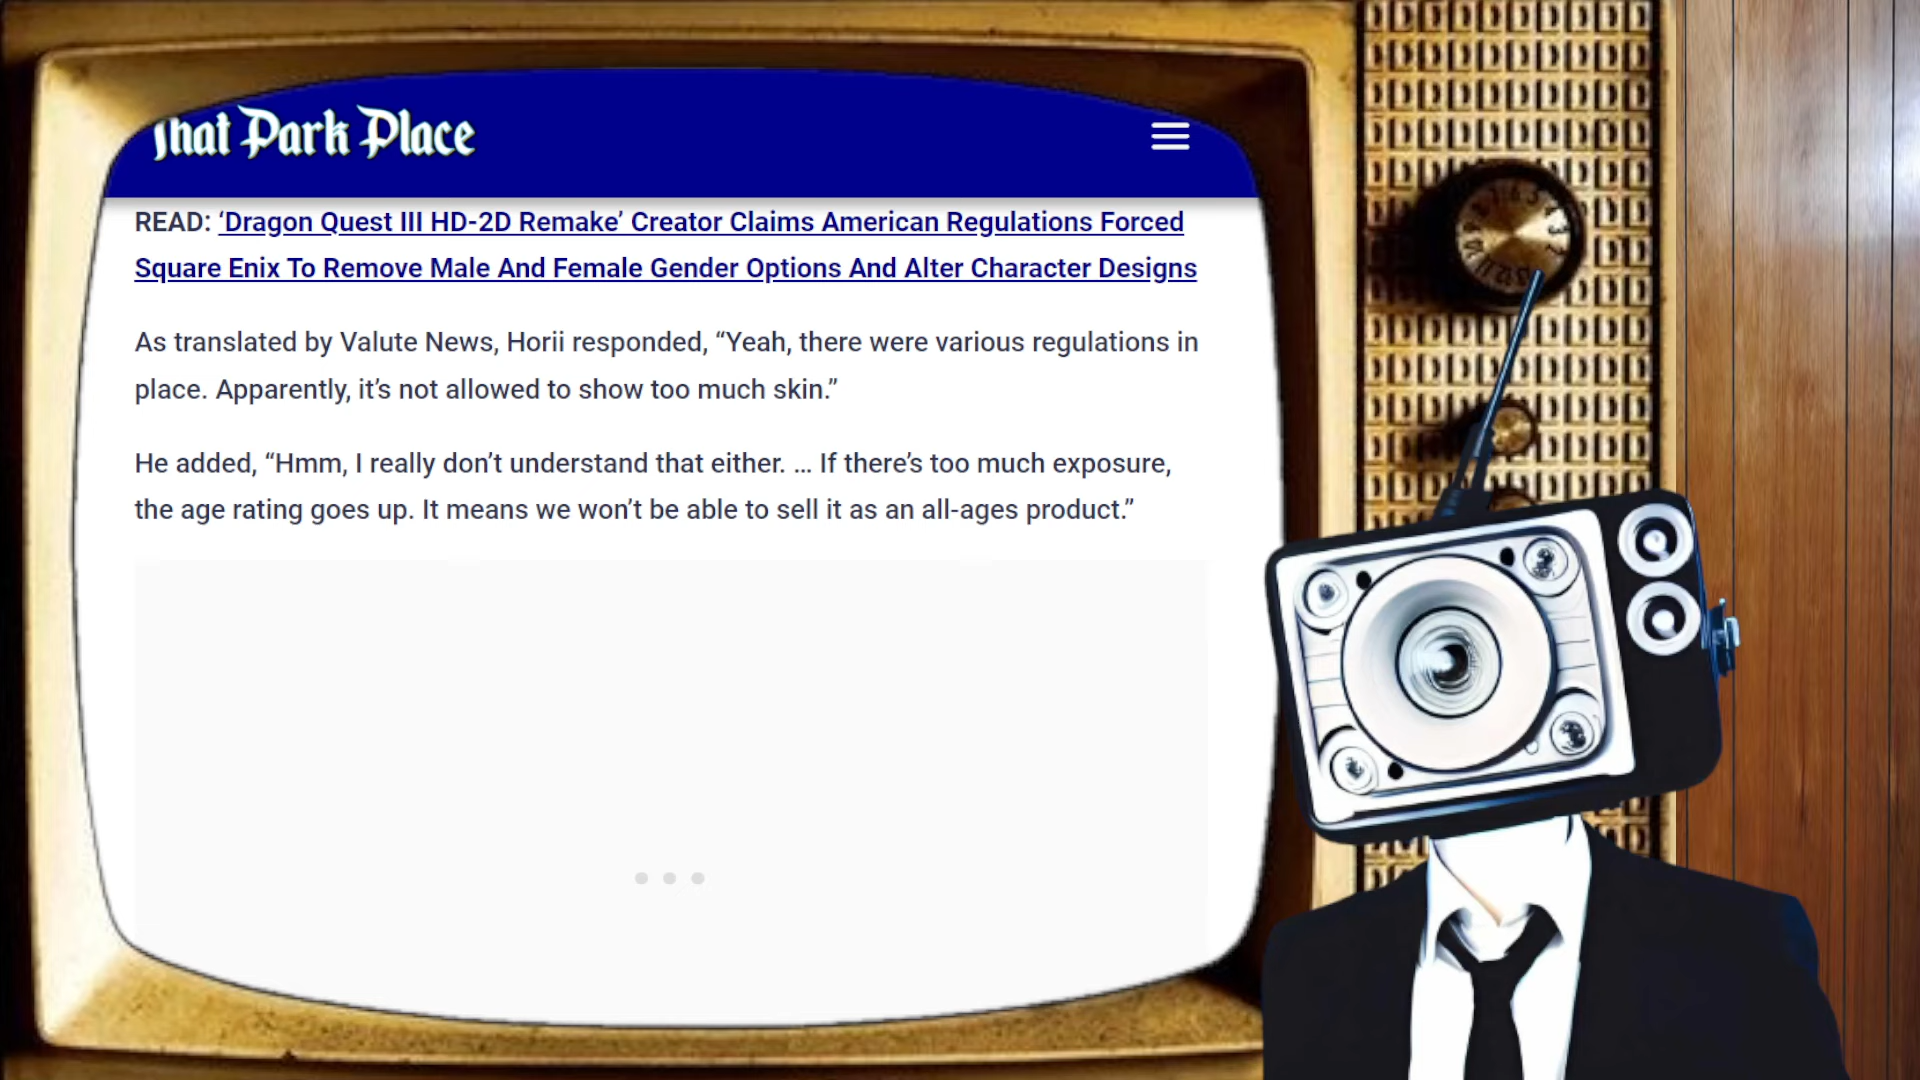 That Park Place
READ: ‘Dragon Quest III HD-2D Remake’ Creator Claims American Regulations Forced
Square Enix To Remove Male And Female Gender Options And Alter Character Designs
As translated by Valute News, Horii responded, “Yeah, there were various regulations in
place. Apparently, it’s not allowed to show too much skin.”
He added, “Hmm, I really don’t understand that either. … If there’s too much exposure,
the age rating goes up. It means we won’t be able to sell it as an all-ages product.”